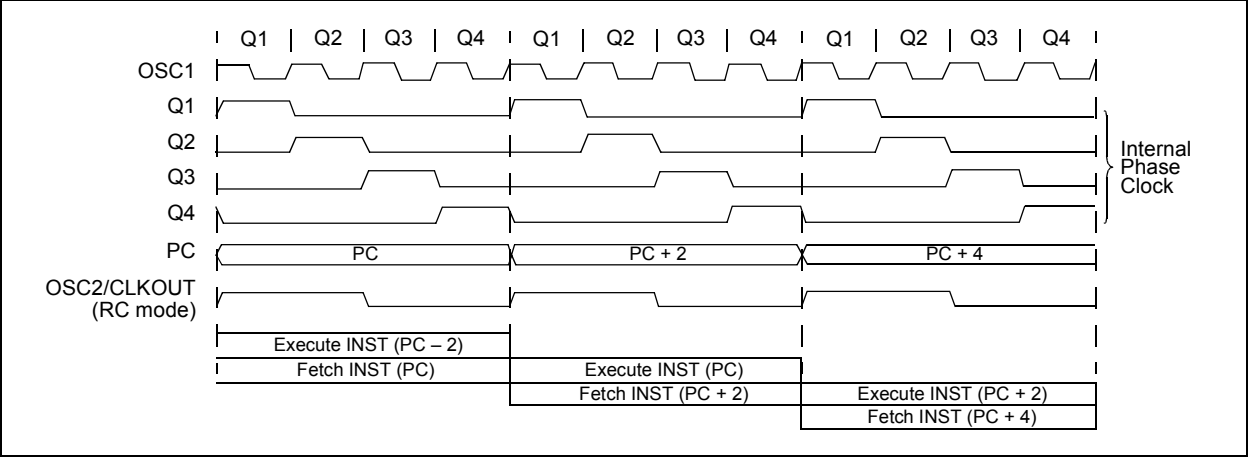 Q1 Q2 Q3 Q4 Q1 Q2 Q3 Q4 Q1 Q2 Q3 Q4
OSC1
Q1
Q2
Q3
Q4
Internal
Phase
Clock
PC PC PC + 2 PC + 4
OSC2/CLKOUT
(RC mode)
Execute INST (PC – 2)
Fetch INST (PC) Execute INST (PC)
Fetch INST (PC + 2) Execute INST (PC + 2)
Fetch INST (PC + 4)